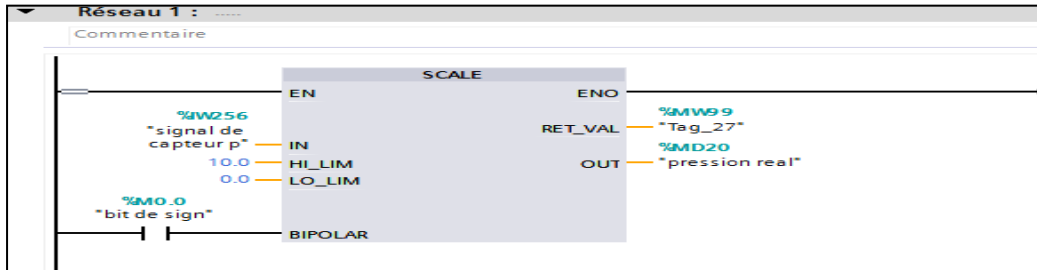 Réseau 1 : .....
Commentaire
SCALE
EN ENO
%IW256
"signal de
capteur p" IN
%MW99
RET_VAL "Tag_27"
%MD20
10.0 HI_LIM OUT "pression real"
0.0 LO_LIM
%M0.0
"bit de sign"
BIPOLAR